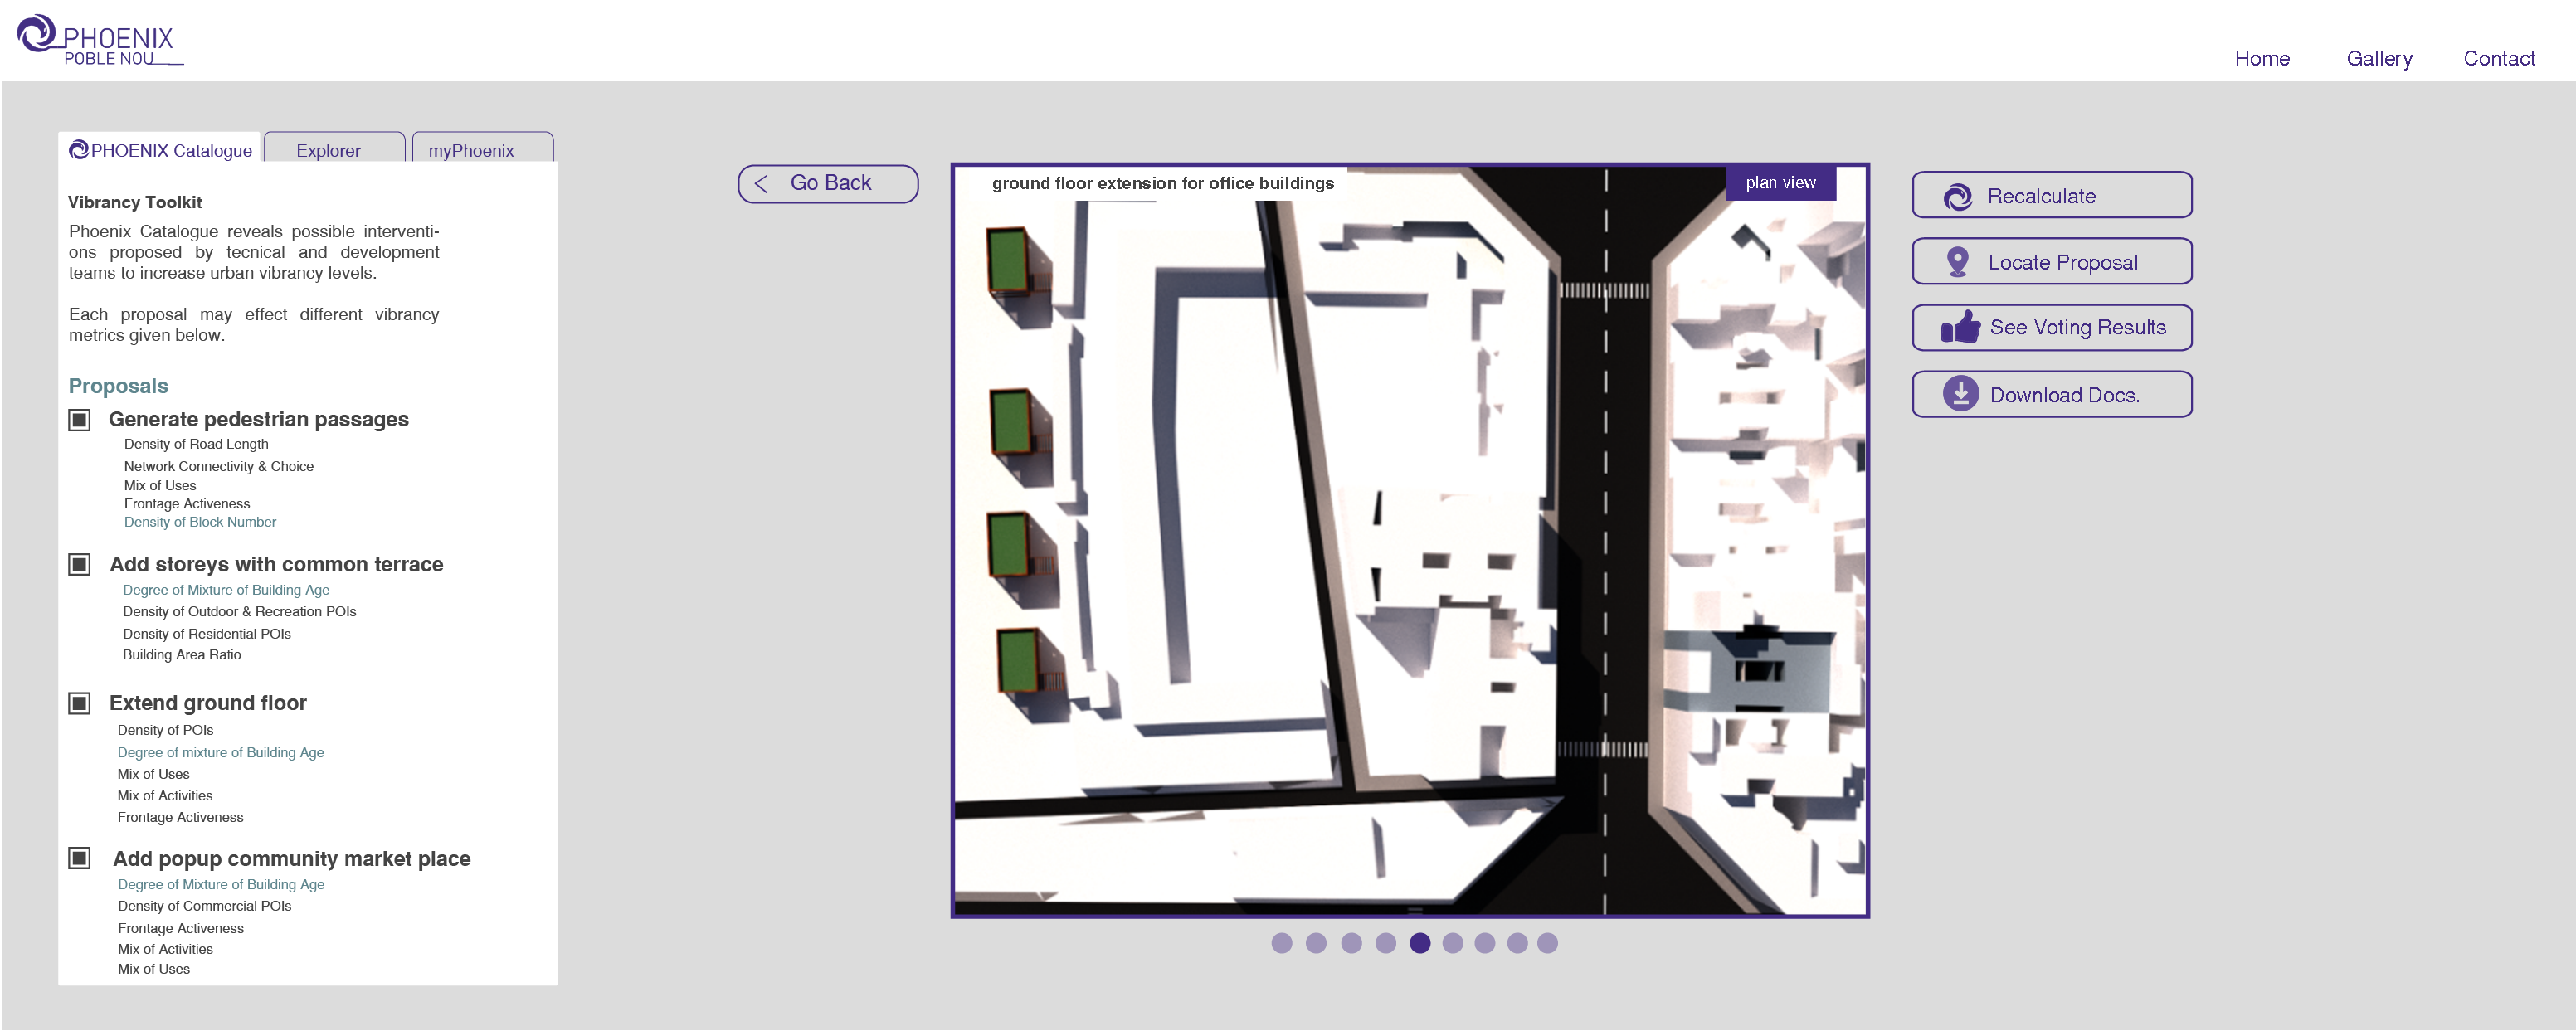 PHOENIX
POBLE NOU
Home Gallery Contact
PHOENIX Catalogue Explorer myPhoenix
Vibrancy Toolkit
Phoenix Catalogue reveals possible interventi-
ons proposed by tecnical and development
teams to increase urban vibrancy levels.
Each proposal may effect different vibrancy
metrics given below.
Proposals
Generate pedestrian passages
Density of Road Length
Network Connectivity & Choice
Mix of Uses
Frontage Activeness
Density of Block Number
Add storeys with common terrace
Degree of Mixture of Building Age
Density of Outdoor & Recreation POIs
Density of Residential POIs
Building Area Ratio
Extend ground floor
Density of POIs
Degree of mixture of Building Age
Mix of Uses
Mix of Activities
Frontage Activeness
Add popup community market place
Degree of Mixture of Building Age
Density of Commercial POIs
Frontage Activeness
Mix of Activities
Mix of Uses
Go Back
ground floor extension for office buildings
plan view
Recalculate
Locate Proposal
See Voting Results
Download Docs.